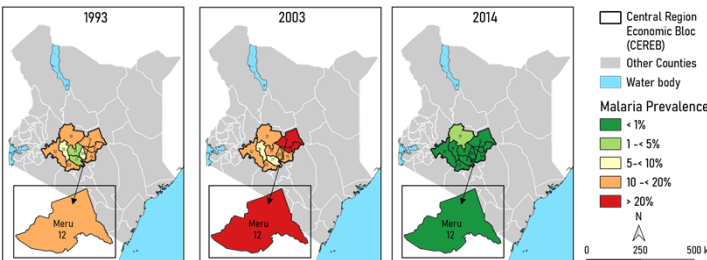 1993
2003
2014
Meru
12
Meru
12
Meru
12
Central Region
Economic Bloc
(CEREB)
Other Counties
Water body
Malaria Prevalence
< 1%
1 -< 5%
5-< 10%
10 -< 20%
> 20%
N
0 250 500 k